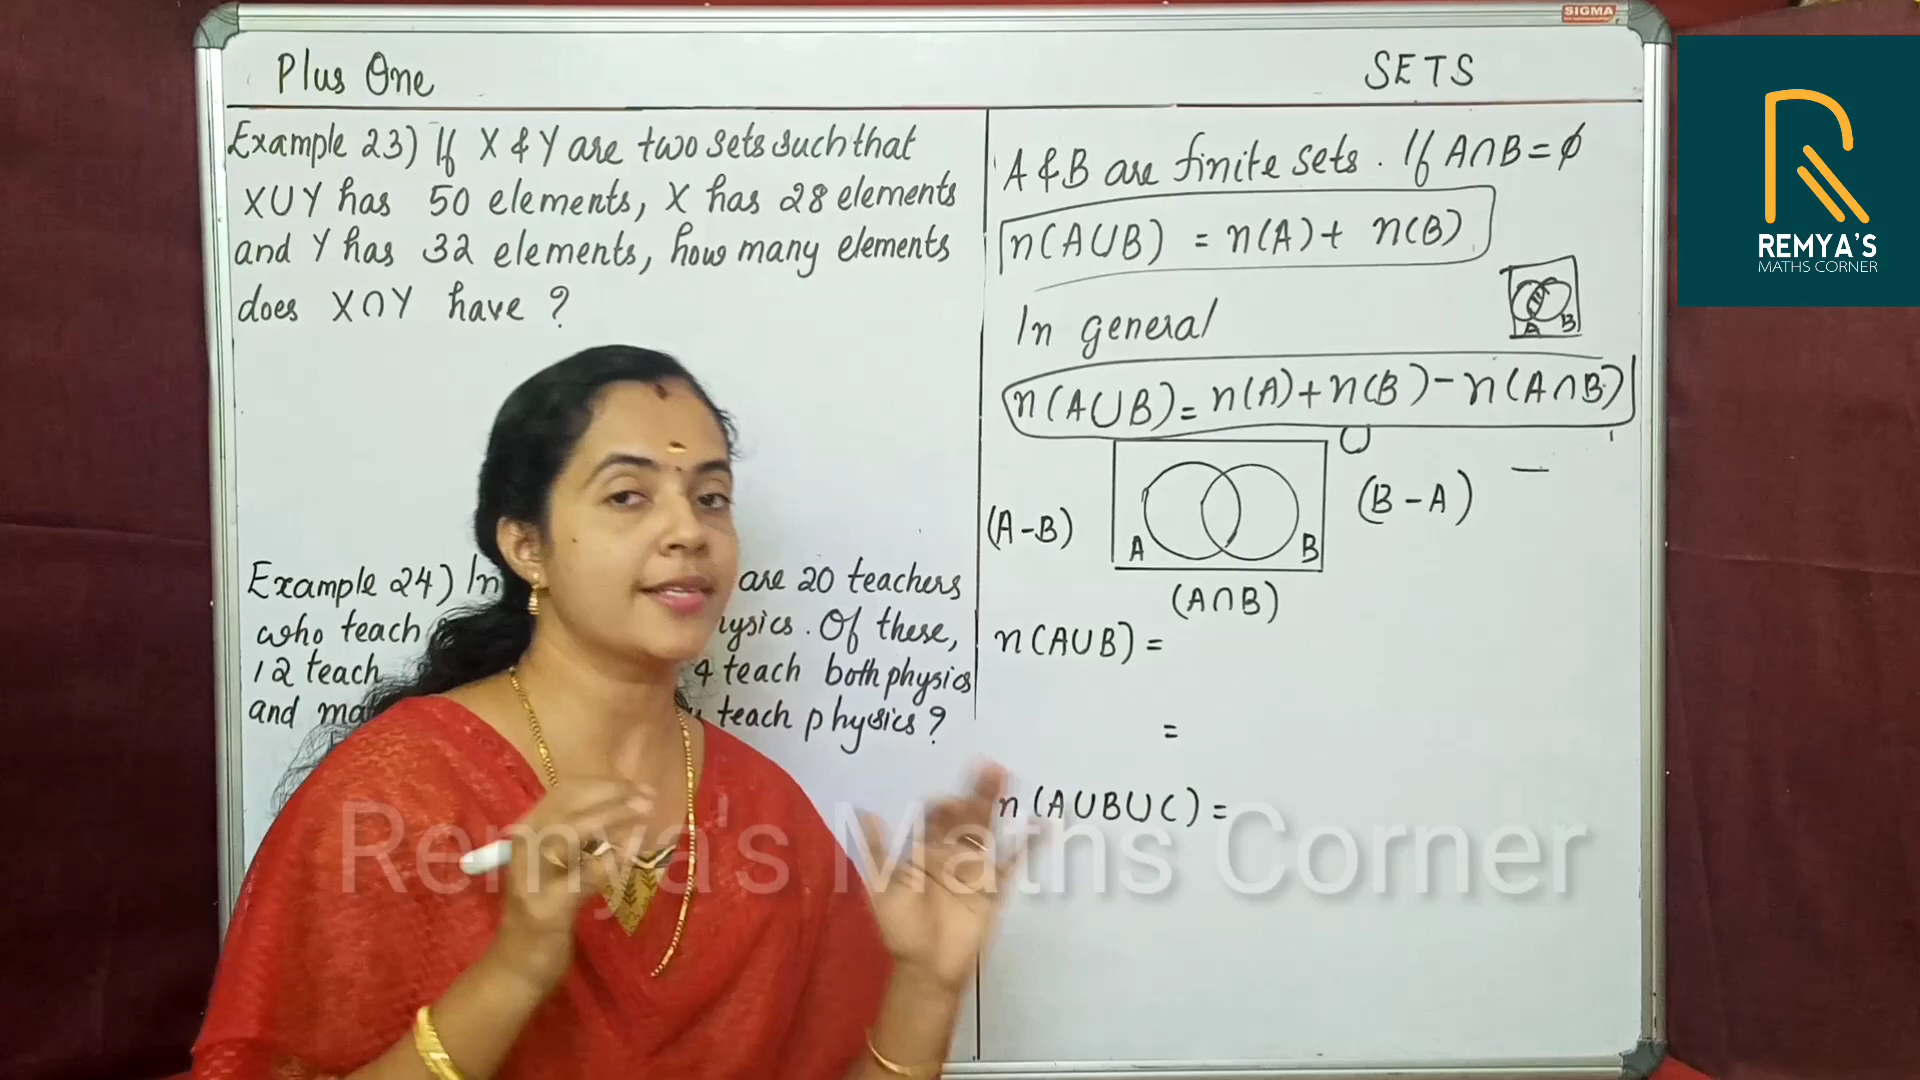 SIGMA
Plus One
SETS
Example 23) If X & Y are two sets such that
X∪Y has 50 elements, X has 28 elements
and Y has 32 elements, how many elements
does X∩Y have ?
Example 24) In are 20 teachers
who teach ysics. Of these,
12 teach 4 teach both physics
and ma teach physics ?
A & B are finite sets. If A∩B = ϕ
n(A∪B) = n(A) + n(B)
In general
A B
n(A∪B) = n(A) + n(B) - n(A∩B)
∪
(A-B)
A B
(B-A)
—
(A∩B)
n(A∪B) =
=
n(A∪B∪C) =
REMYA'S
MATHS CORNER
Remya's Maths Corner